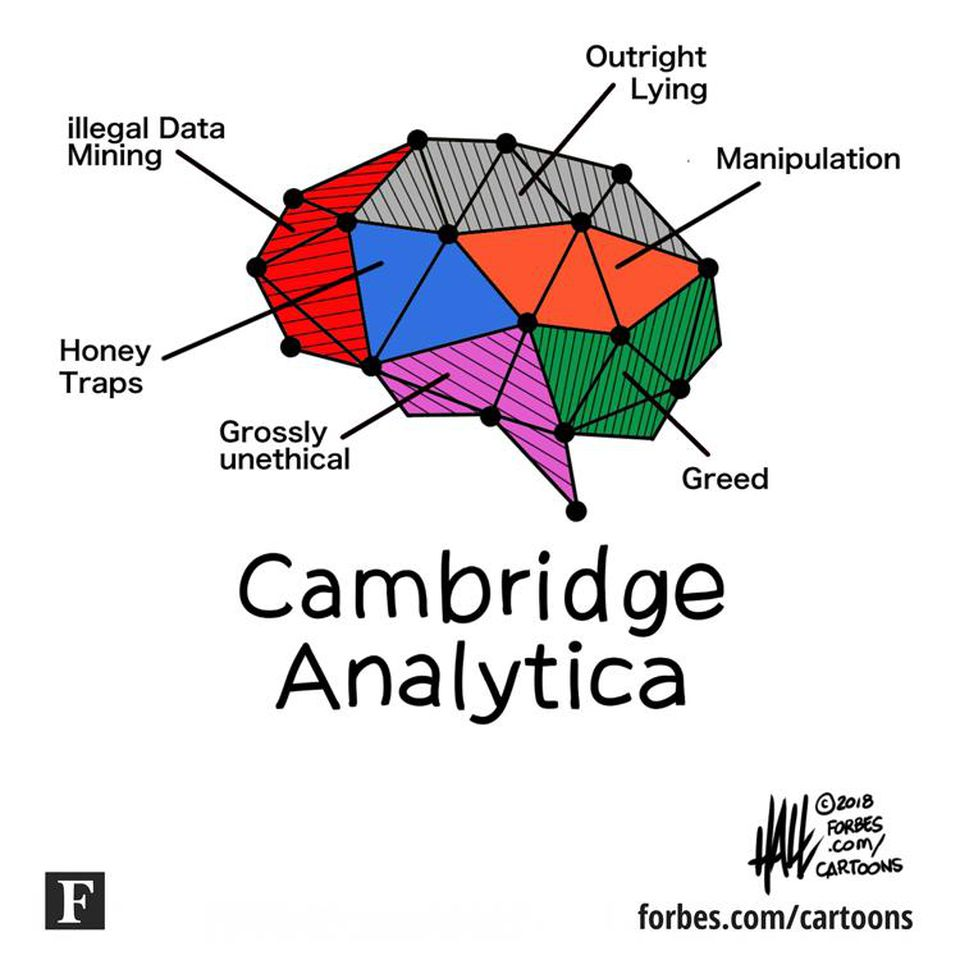 Outright
Lying
illegal Data
Mining
Manipulation
Honey
Traps
Grossly
unethical
Greed
Cambridge
Analytica
HALL
©2018
FORBES
.com/
CARTOONS
F
forbes.com/cartoons